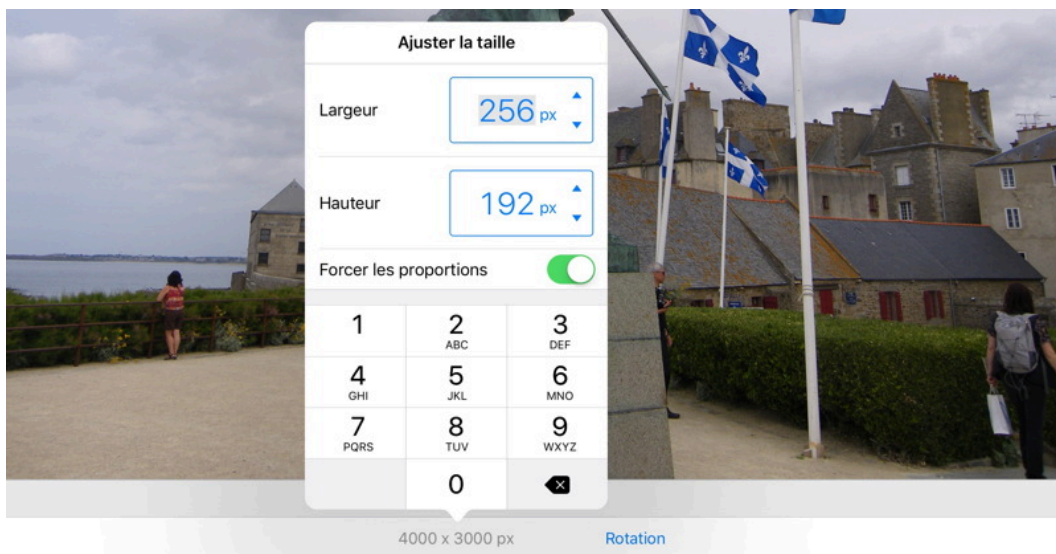 Ajuster la taille
Largeur
256 px
Hauteur
192 px
Forcer les proportions
1
2
3
ABC
DEF
4
5
6
GHI
JKL
MNO
7
8
9
PQRS
TUV
WXYZ
0
4000 x 3000 px
Rotation